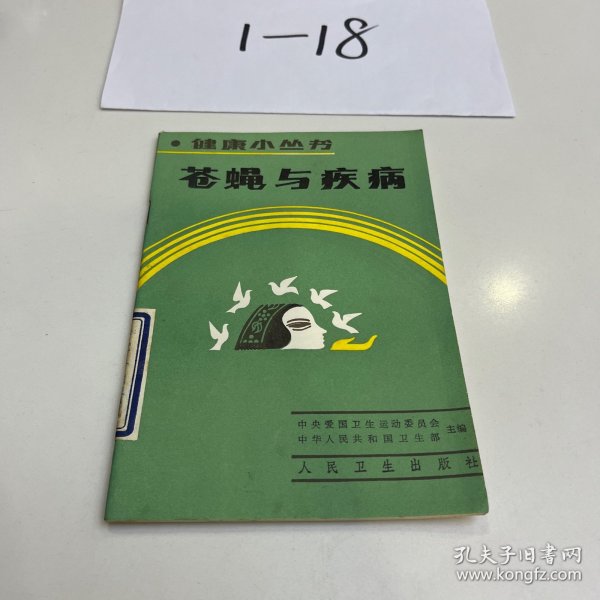 1-18
·健康小丛书
苍蝇与疾病
中央爱国卫生运动委员会
中华人民共和国卫生部
主编
人民卫生出版社
孔夫子旧书网
www.kongfz.com